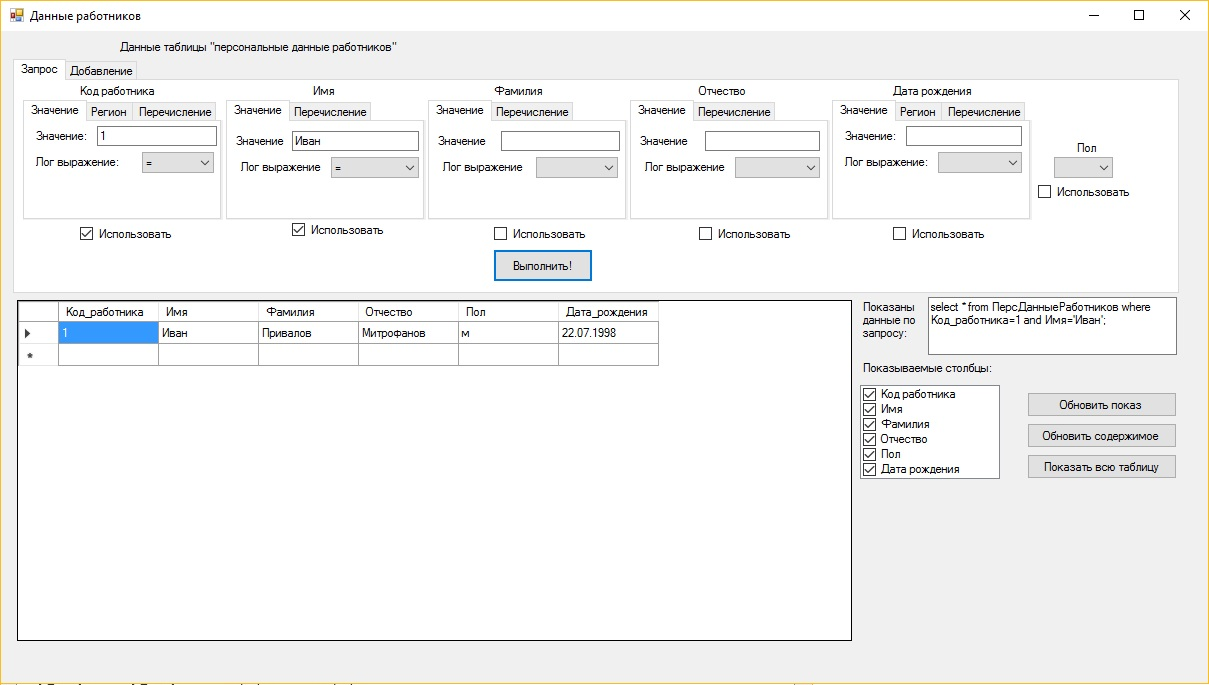 Данные работников
Данные таблицы "персональные данные работников"
Запрос Добавление
Код работника Имя Фамилия Отчество Дата рождения
Значение Регион Перечисление Значение Перечисление Значение Перечисление Значение Перечисление Значение Регион Перечисление
Значение: 1 Значение Иван Значение Значение Значение:
Лог выражение: = Лог выражение = Лог выражение Лог выражение Лог выражение:
Пол
Использовать
Использовать Использовать Использовать Использовать Использовать
Выполнить!
Код_работника Имя Фамилия Отчество Пол Дата_рождения
1 Иван Привалов Митрофанов м 22.07.1998
*
Показаны
данные по
запросу:
select * from ПерсДанныеРаботников where
Код_работника=1 and Имя='Иван';
Показываемые столбцы:
Код работника
Имя
Фамилия
Отчество
Пол
Дата рождения
Обновить показ
Обновить содержимое
Показать всю таблицу